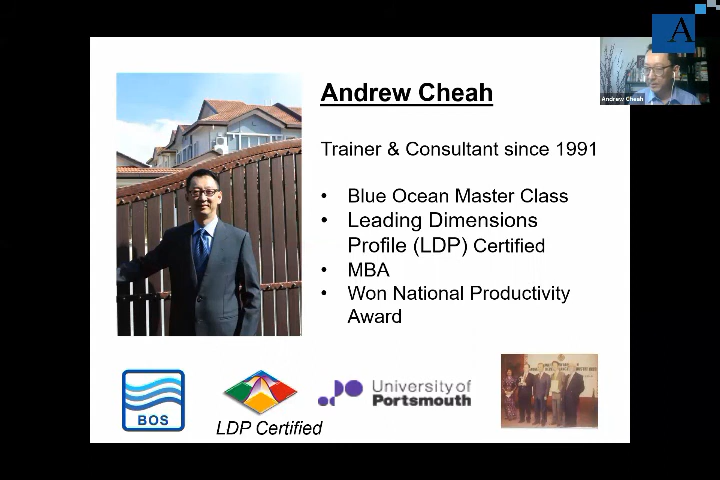 A
Andrew Cheah
Andrew Cheah
Trainer & Consultant since 1991
• Blue Ocean Master Class
• Leading Dimensions
Profile (LDP) Certified
• MBA
• Won National Productivity
Award
BOS
LDP Certified
University of
Portsmouth